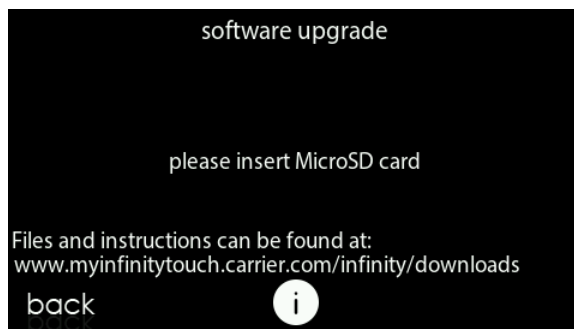 software upgrade
please insert MicroSD card
Files and instructions can be found at:
www.myinfinitytouch.carrier.com/infinity/downloads
back
i